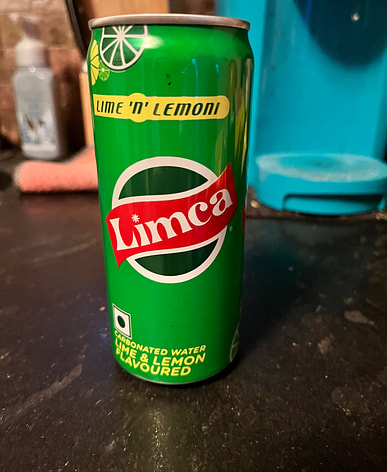 LIME 'N' LEMONI
Limca
CARBONATED WATER
LIME & LEMON
FLAVOURED